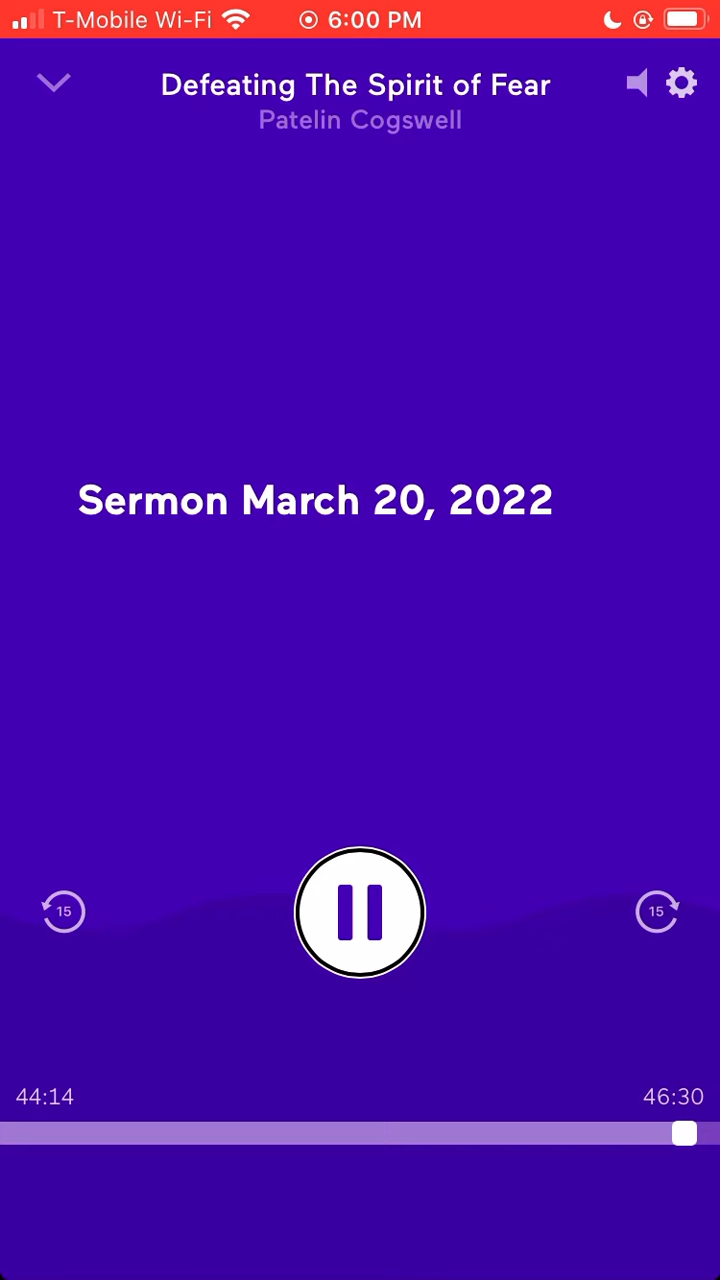 T-Mobile Wi-Fi 6:00 PM
Defeating The Spirit of Fear
Patelin Cogswell
Sermon March 20, 2022
15 15
44:14 46:30